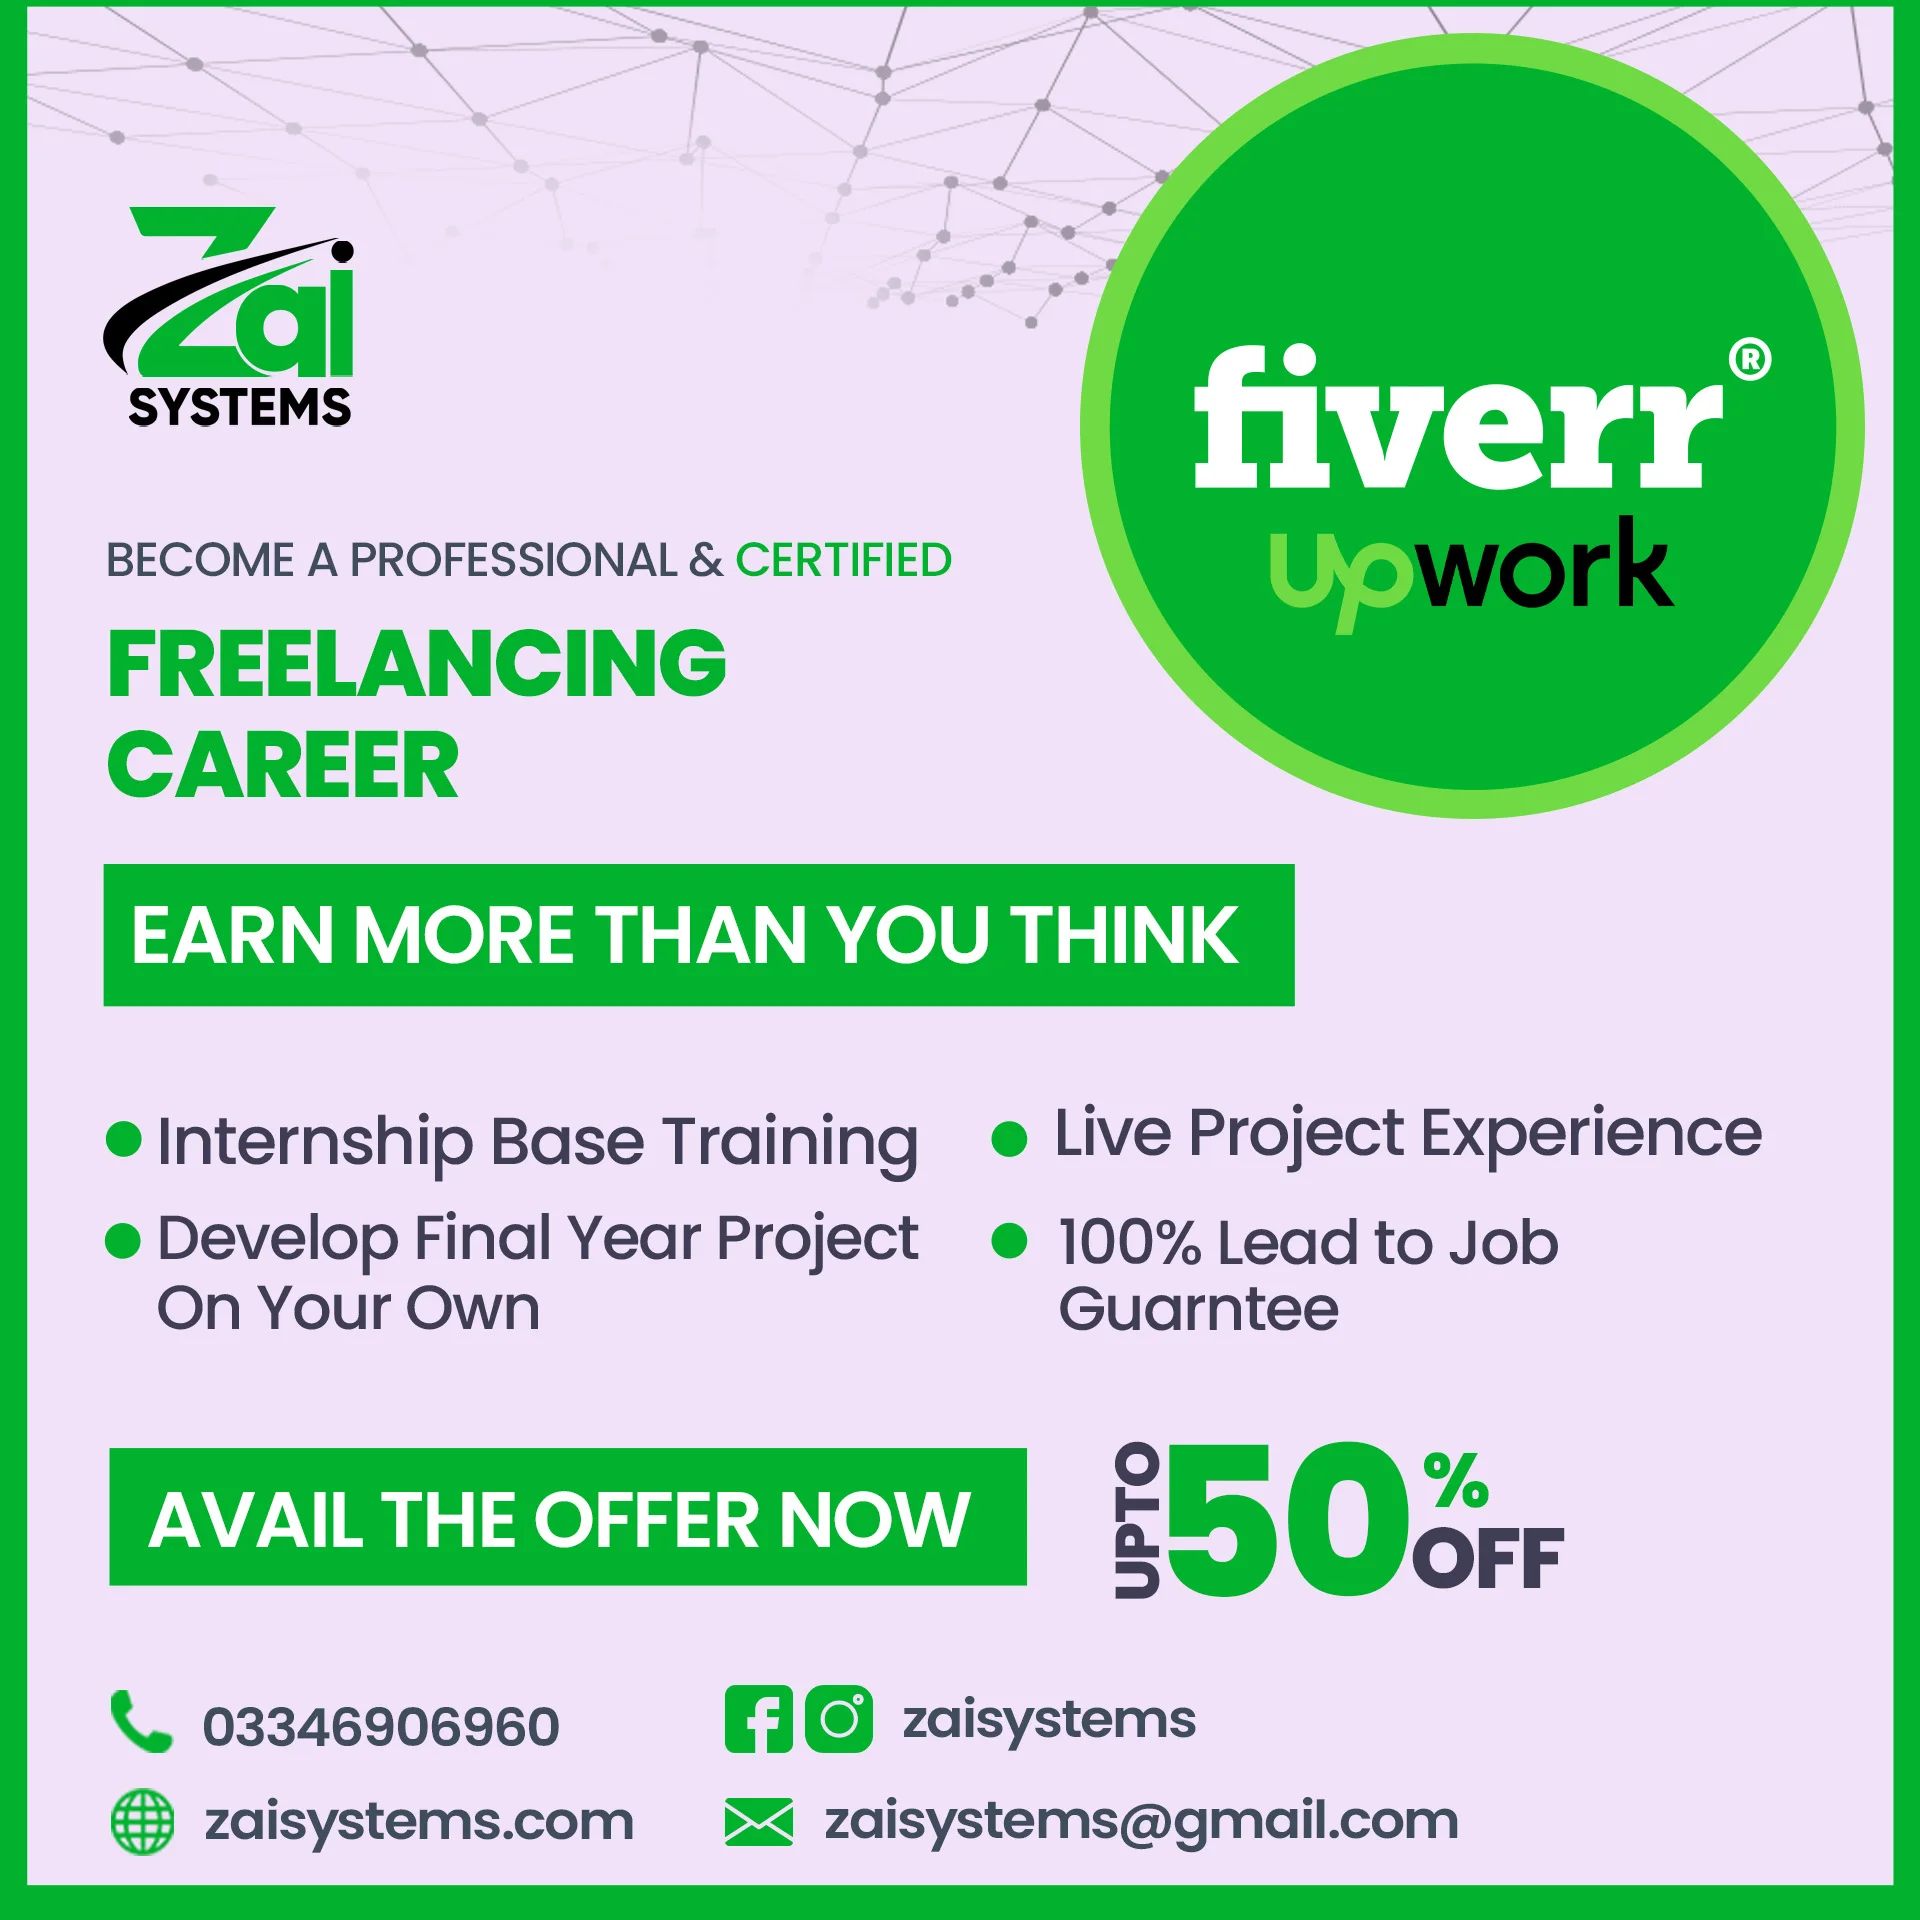 Zai
SYSTEMS
fiverr®
upwork
BECOME A PROFESSIONAL & CERTIFIED
FREELANCING
CAREER
EARN MORE THAN YOU THINK
Internship Base Training
Develop Final Year Project
On Your Own
Live Project Experience
100% Lead to Job
Guarntee
AVAIL THE OFFER NOW
UPTO 50% OFF
03346906960
zaisystems
zaisystems.com
zaisystems@gmail.com